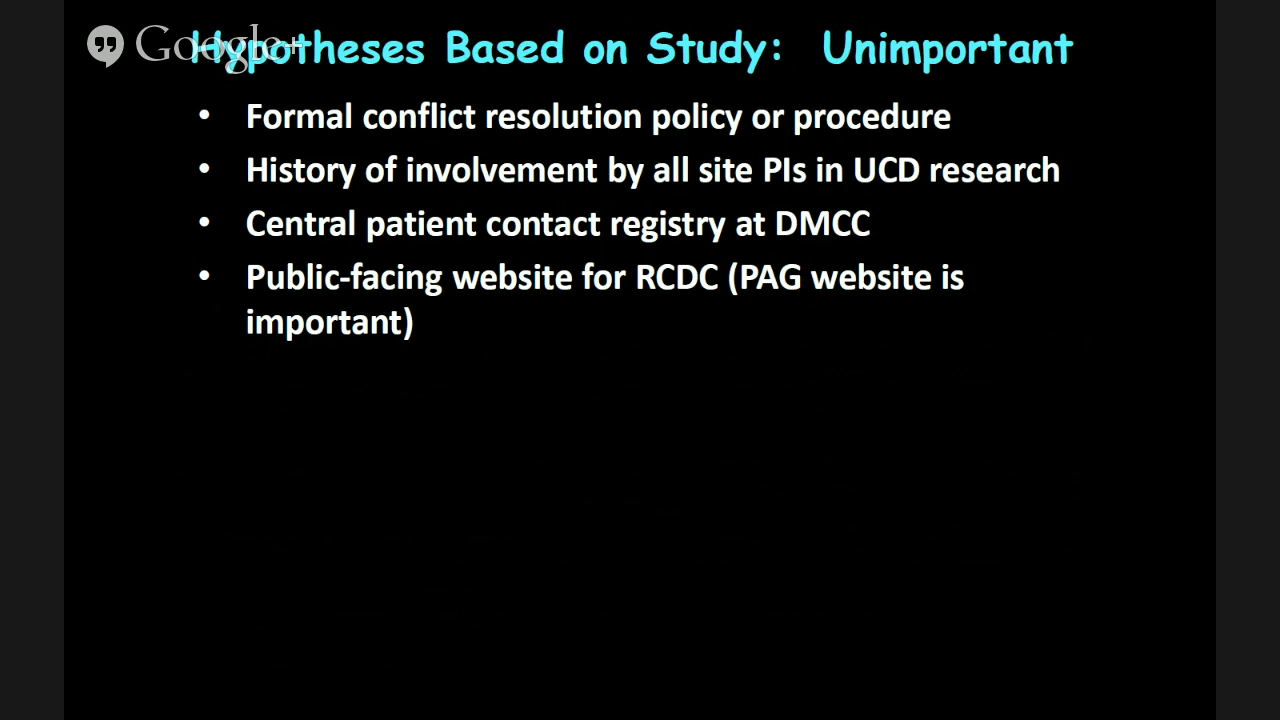 Google+
Hypotheses Based on Study: Unimportant
• Formal conflict resolution policy or procedure
• History of involvement by all site PIs in UCD research
• Central patient contact registry at DMCC
• Public-facing website for RCDC (PAG website is
important)